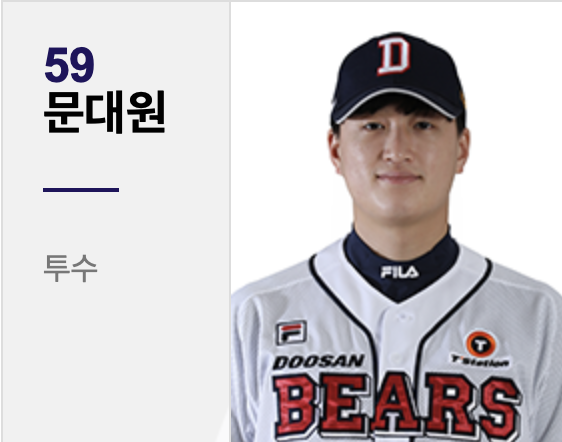 59
문대원
투수
D
FILA
F
T
DOOSAN
T'Station
BEARS